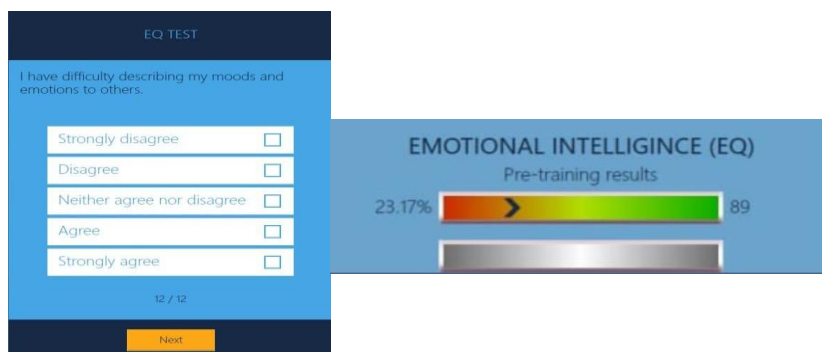 EQ TEST
I have difficulty describing my moods and
emotions to others.
Strongly disagree
Disagree
Neither agree nor disagree
Agree
Strongly agree
12 / 12
Next
EMOTIONAL INTELLIGINCE (EQ)
Pre-training results
23.17% 89